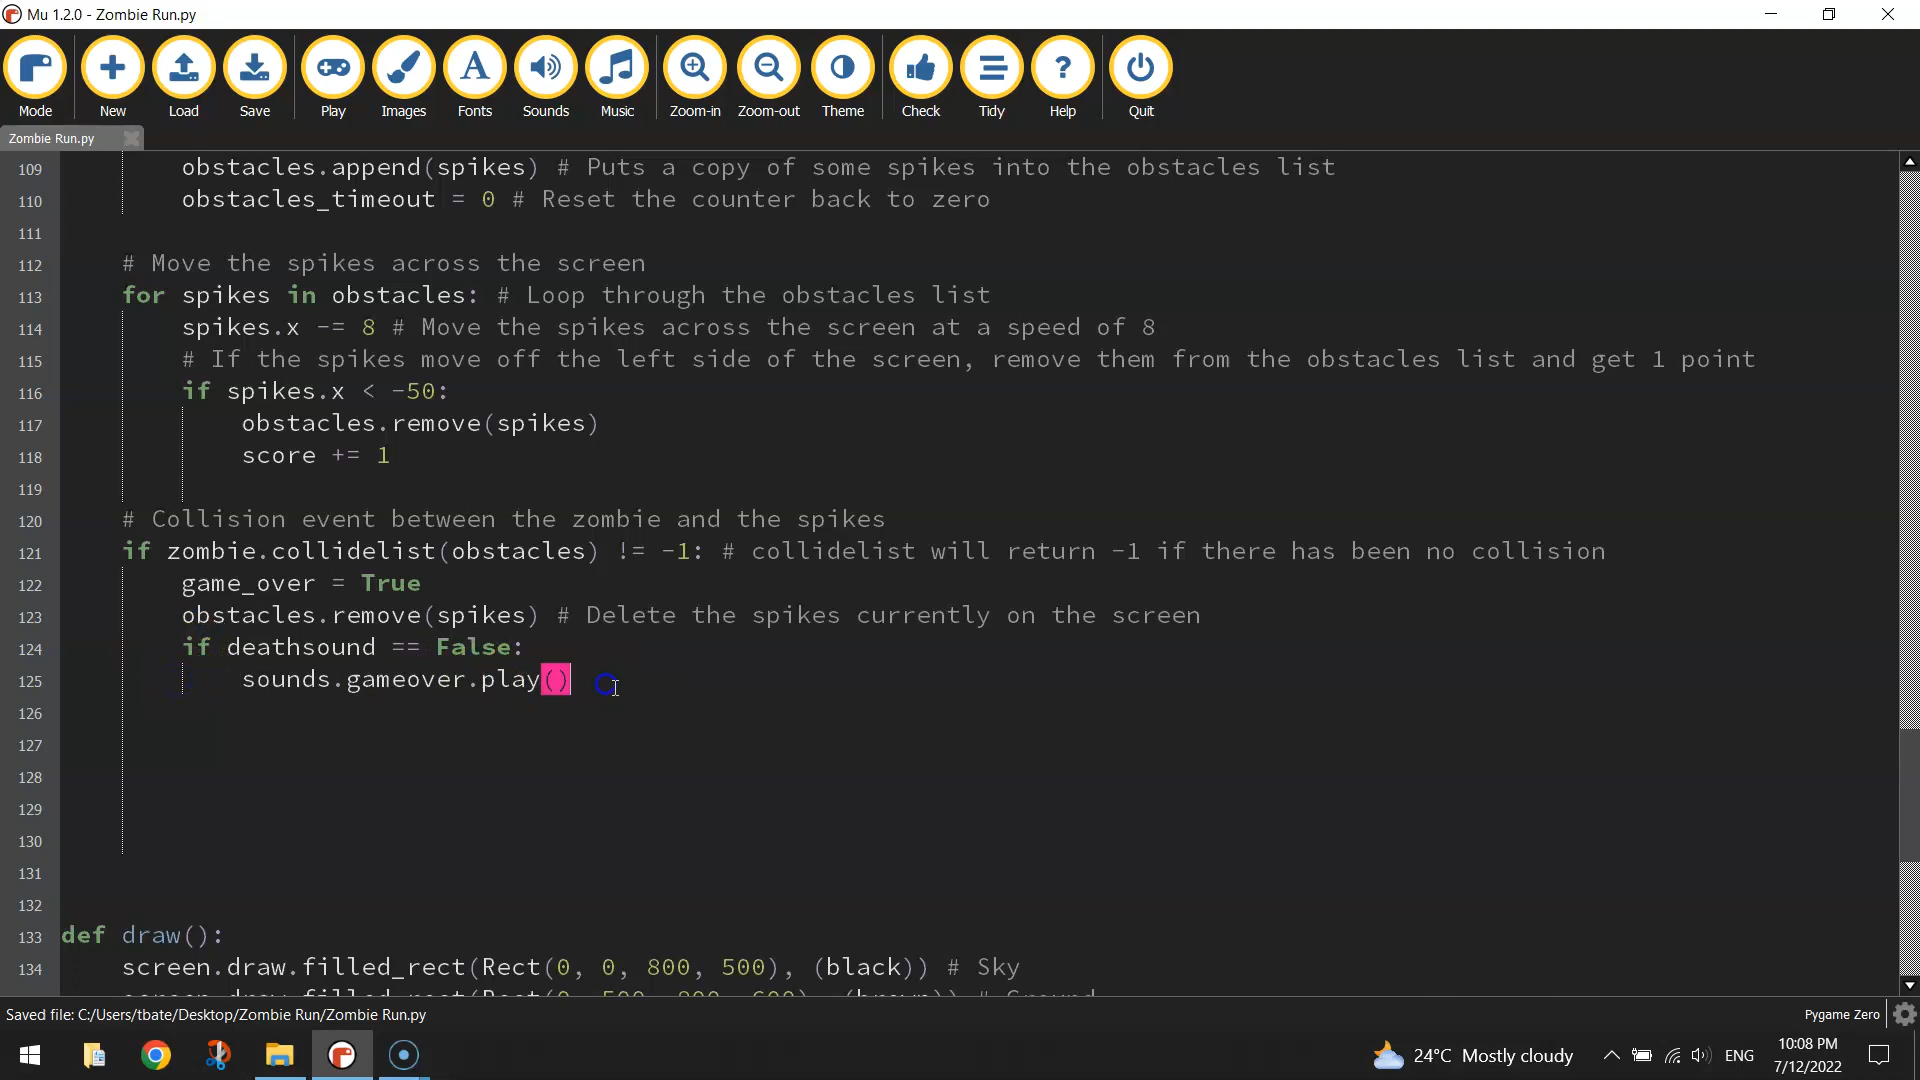 Mu 1.2.0 - Zombie Run.py
Mode New Load Save Play Images Fonts Sounds Music Zoom-in Zoom-out Theme Check Tidy Help Quit
Zombie Run.py
109 obstacles.append(spikes) # Puts a copy of some spikes into the obstacles list
110 obstacles_timeout = 0 # Reset the counter back to zero
111
112 # Move the spikes across the screen
113 for spikes in obstacles: # Loop through the obstacles list
114 spikes.x -= 8 # Move the spikes across the screen at a speed of 8
115 # If the spikes move off the left side of the screen, remove them from the obstacles list and get 1 point
116 if spikes.x < -50:
117 obstacles.remove(spikes)
118 score += 1
119
120 # Collision event between the zombie and the spikes
121 if zombie.collidelist(obstacles) != -1: # collidelist will return -1 if there has been no collision
122 game_over = True
123 obstacles.remove(spikes) # Delete the spikes currently on the screen
124 if deathsound == False:
125 sounds.gameover.play()
126
127
128
129
130
131
132
133 def draw():
134 screen.draw.filled_rect(Rect(0, 0, 800, 500), (black)) # Sky
screen.draw.filled_rect(Rect(0, 500, 800, 600), (brown)) # Ground
Saved file: C:/Users/tbate/Desktop/Zombie Run/Zombie Run.py Pygame Zero
24°C Mostly cloudy ENG 10:08 PM
7/12/2022